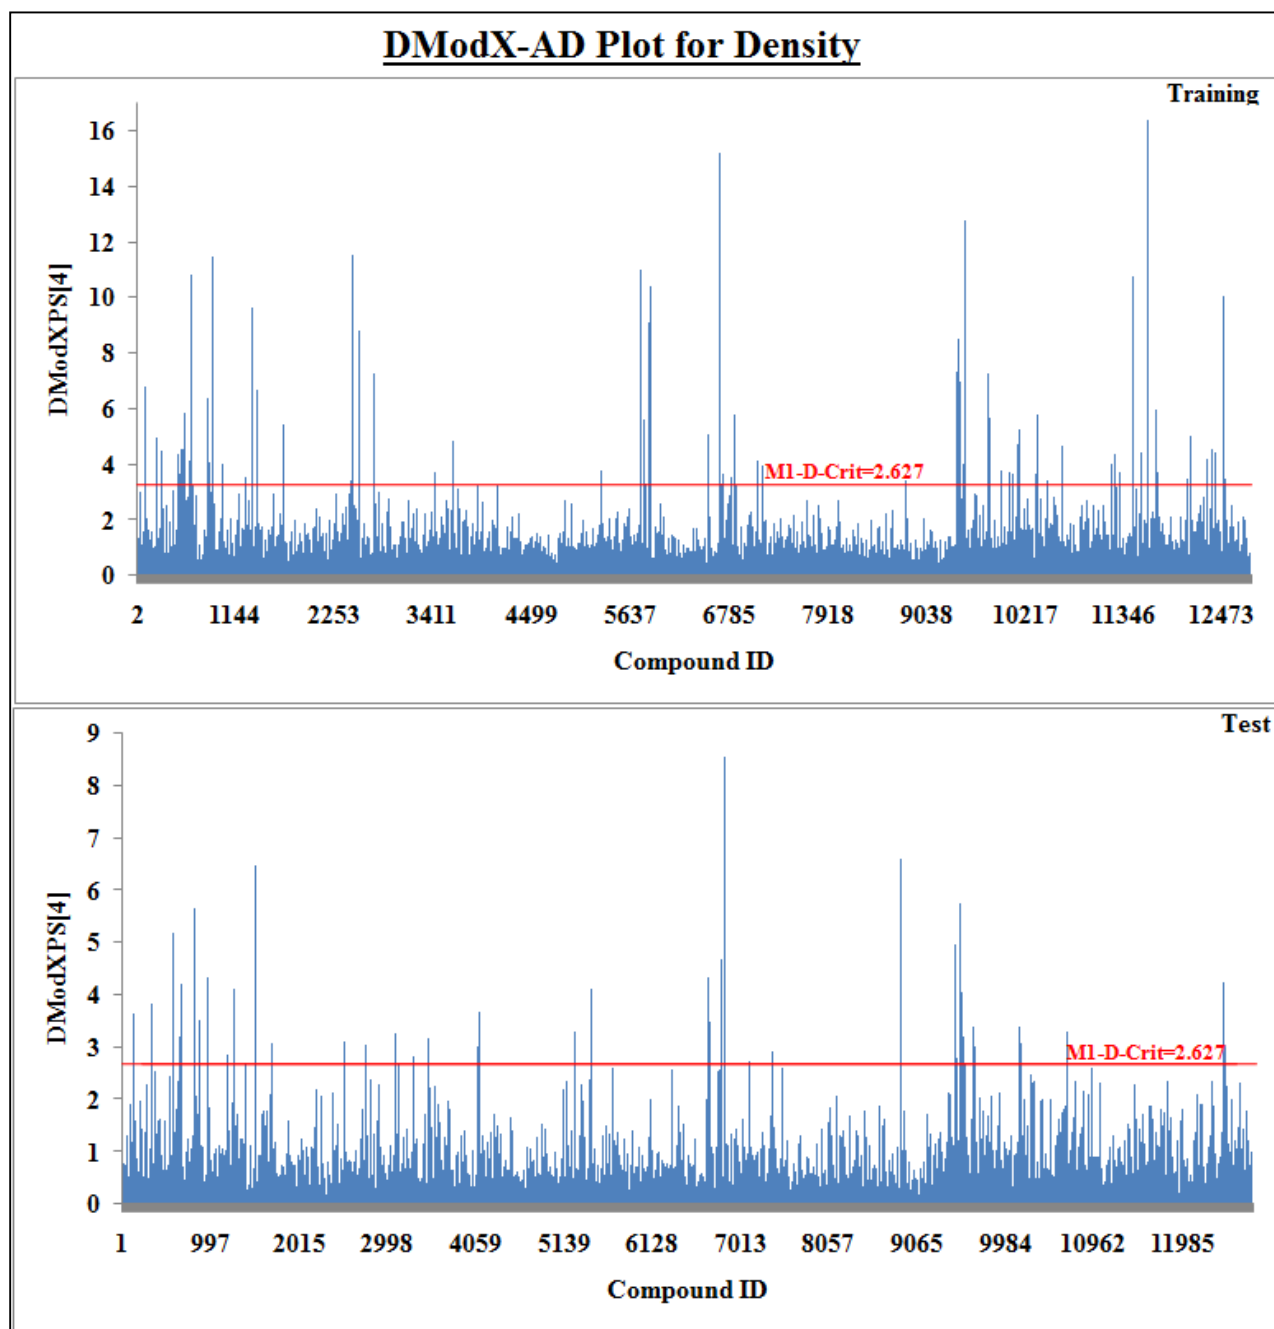 DModX-AD Plot for Density
Training
16
14
12
10
8
6
4
2
0
DModXPS[4]
M1-D-Crit=2.627
2 1144 2253 3411 4499 5637 6785 7918 9038 10217 11346 12473
Compound ID
Test
9
8
7
6
5
4
3
2
1
0
DModXPS[4]
M1-D-Crit=2.627
1 997 2015 2998 4059 5139 6128 7013 8057 9065 9984 10962 11985
Compound ID